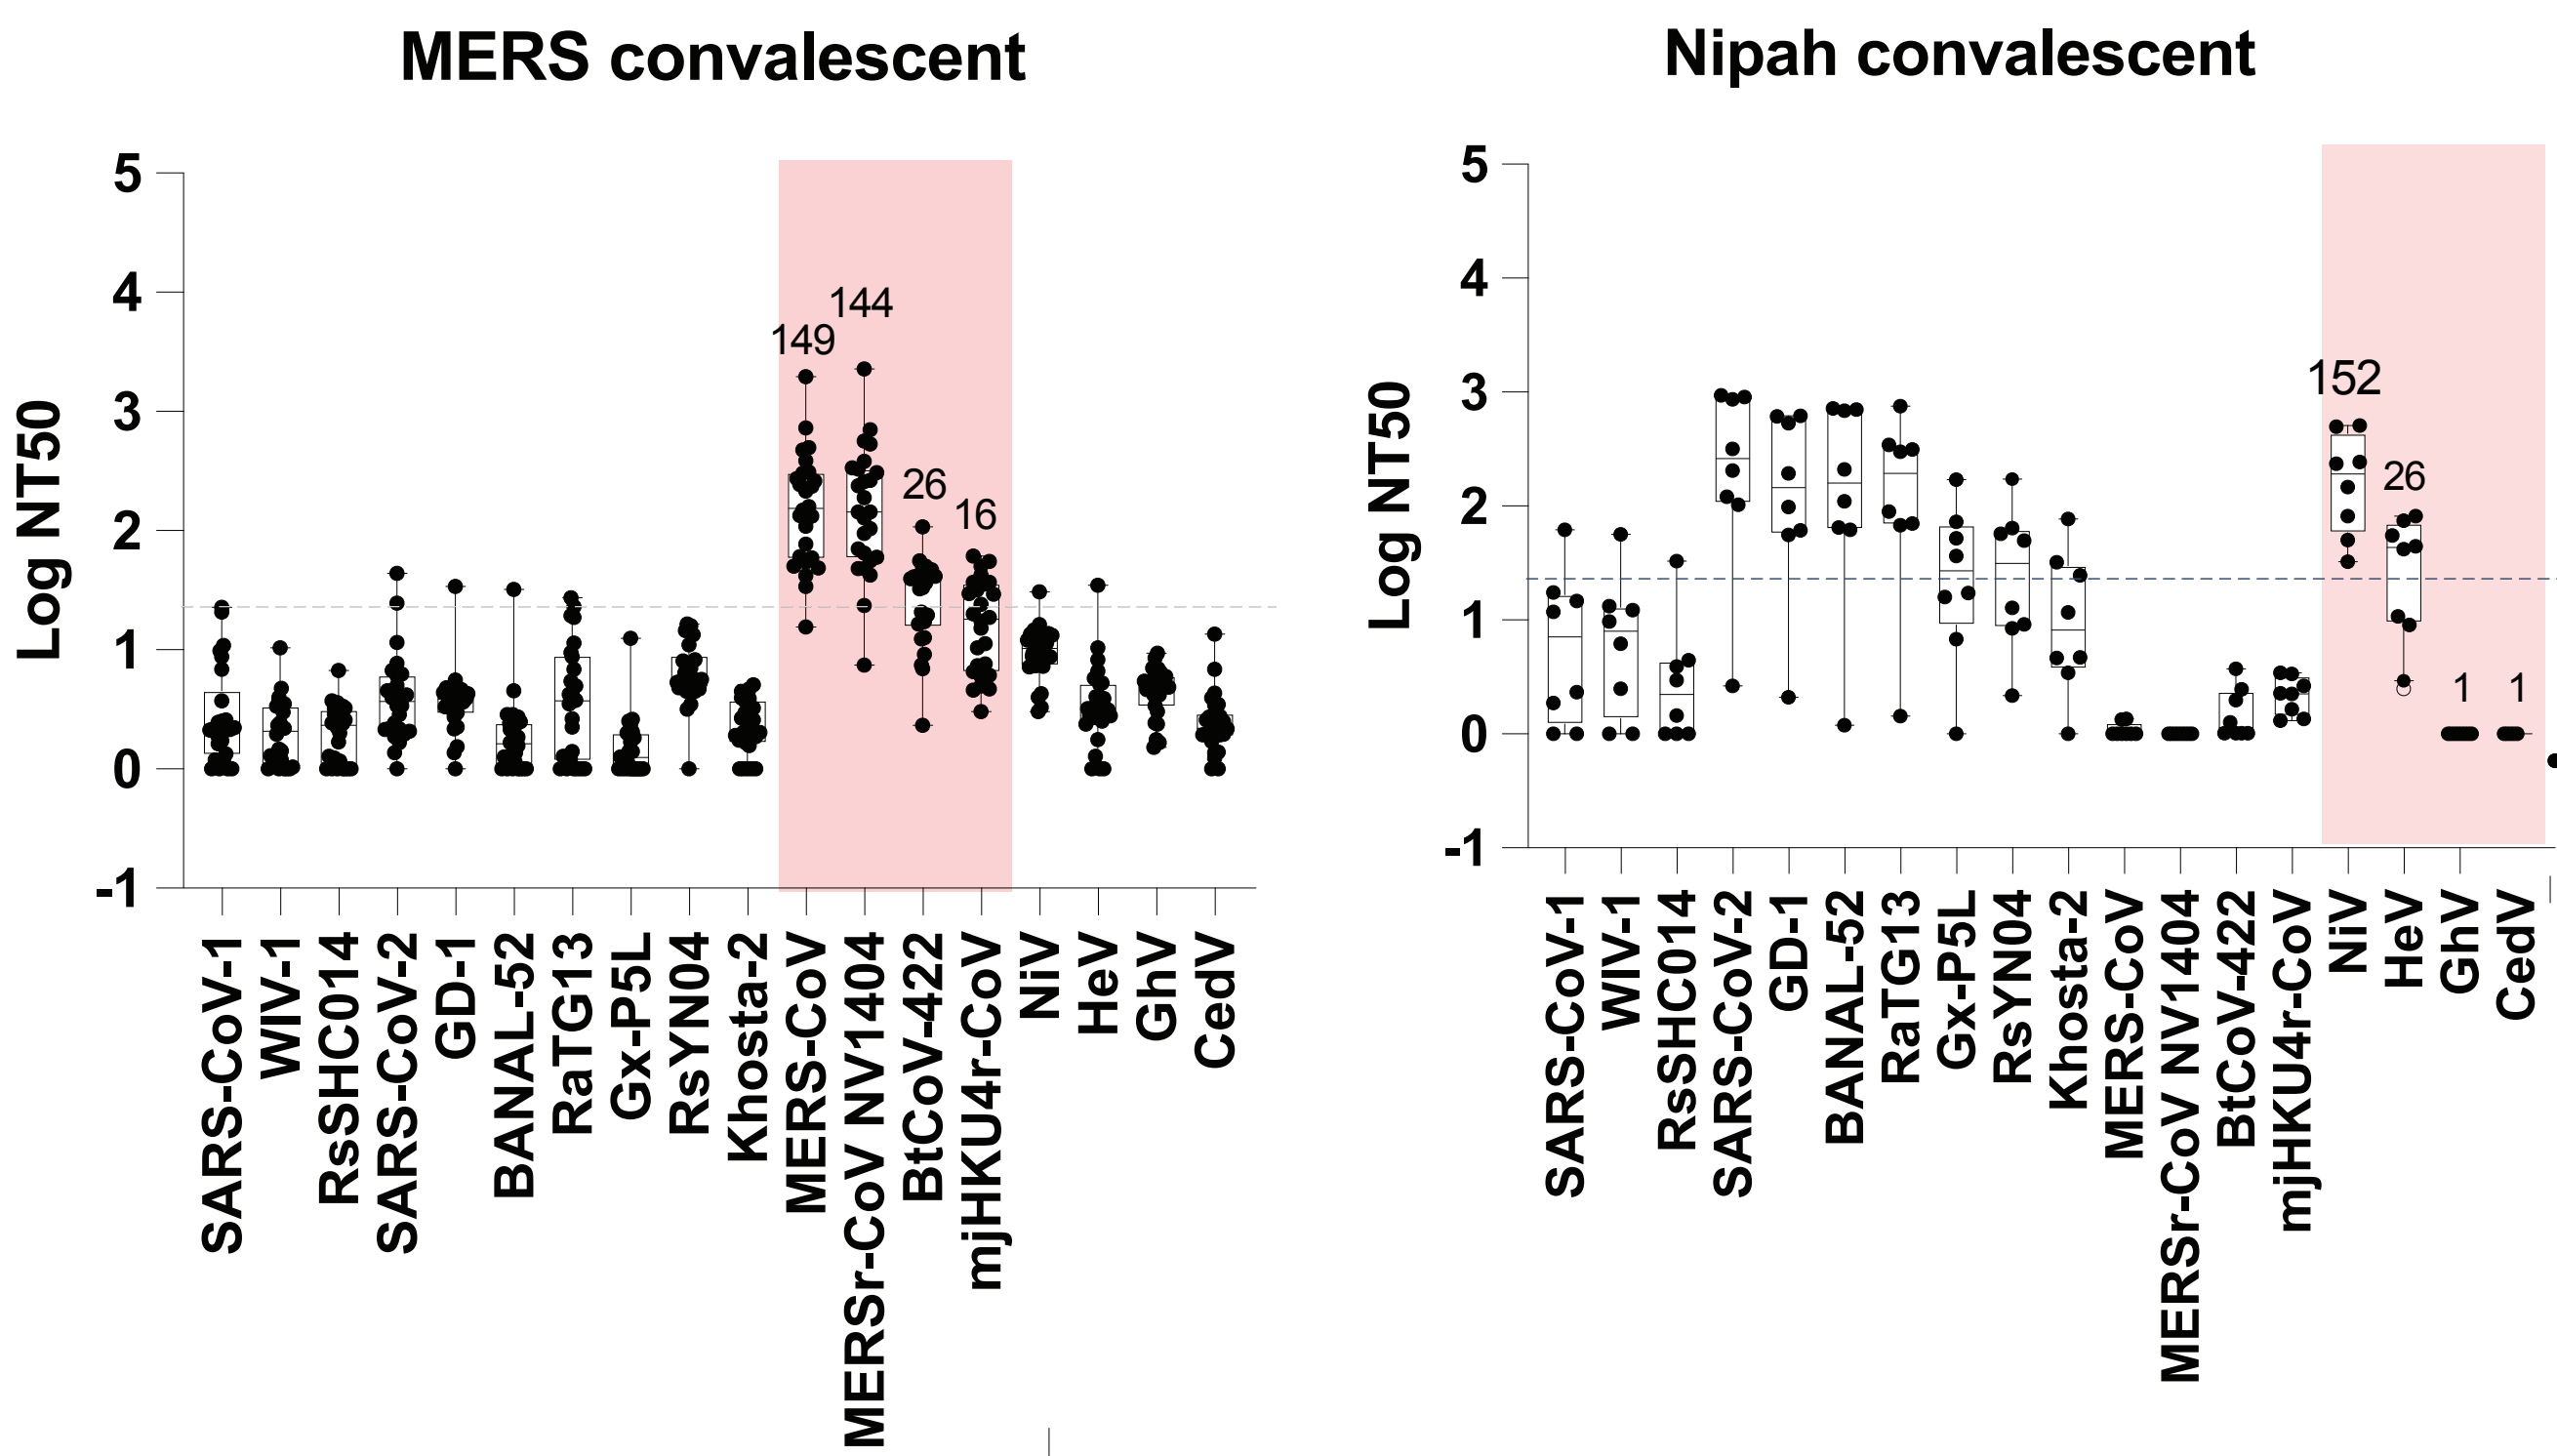 MERS convalescent
Log NT50
5
4
3
2
1
0
-1
149
144
26
16
SARS-CoV-1
WIV-1
RsSHC014
SARS-CoV-2
GD-1
BANAL-52
RaTG13
Gx-P5L
RsYN04
Khosta-2
MERS-CoV
MERSr-CoV NV1404
BtCoV-422
mjHKU4r-CoV
NiV
HeV
GhV
CedV
Nipah convalescent
Log NT50
5
4
3
2
1
0
-1
152
26
1
1
SARS-CoV-1
WIV-1
RsSHC014
SARS-CoV-2
GD-1
BANAL-52
RaTG13
Gx-P5L
RsYN04
Khosta-2
MERS-CoV
MERSr-CoV NV1404
BtCoV-422
mjHKU4r-CoV
NiV
HeV
GhV
CedV